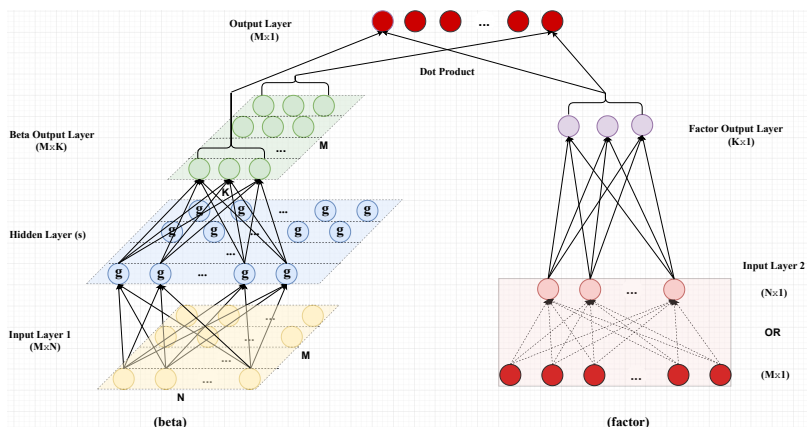 Output Layer
(M×1)
...
Dot Product
Beta Output Layer
(M×K)
...
M
K
Factor Output Layer
(K×1)
Hidden Layer (s)
g g ... g g
g g ... g g
...
g g ... g g
Input Layer 1
(M×N)
...
...
...
M
N
Input Layer 2
(N×1)
...
OR
(M×1)
...
(beta)
(factor)